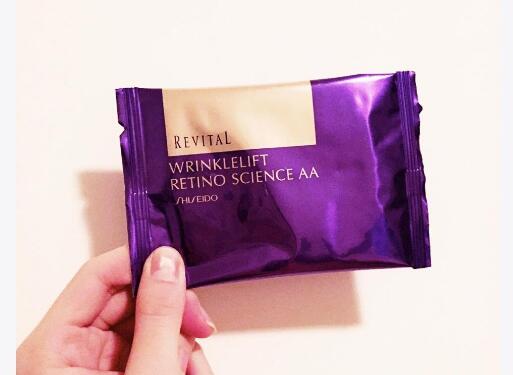 REVITAL
WRINKLELIFT
RETINO SCIENCE AA
SHISEIDO